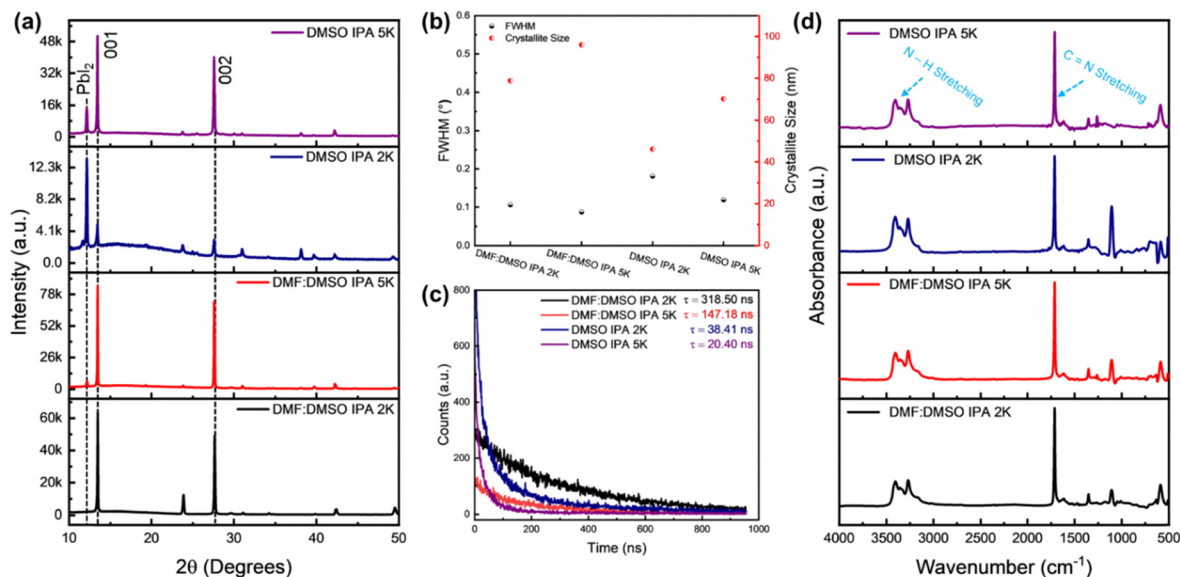 (a)
Intensity (a.u.)
48k
32k
16k
0
12.3k
8.2k
4.1k
0.0
78k
52k
26k
0
60k
40k
20k
0
PbI₂
001
002
DMSO IPA 5K
DMSO IPA 2K
DMF:DMSO IPA 5K
DMF:DMSO IPA 2K
10 20 30 40 50
2θ (Degrees)
(b)
FWHM
Crystallite Size
FWHM (°)
0.6
0.5
0.4
0.3
0.2
0.1
0.0
Crystallite Size (nm)
100
80
60
40
20
0
DMF:DMSO IPA 2K
DMF:DMSO IPA 5K
DMSO IPA 2K
DMSO IPA 5K
(c)
Counts (a.u.)
800
600
400
200
0
DMF:DMSO IPA 2K τ = 318.50 ns
DMF:DMSO IPA 5K τ = 147.18 ns
DMSO IPA 2K τ = 38.41 ns
DMSO IPA 5K τ = 20.40 ns
0 200 400 600 800 1000
Time (ns)
(d)
Absorbance (a.u.)
DMSO IPA 5K
N – H Stretching
C = N Stretching
DMSO IPA 2K
DMF:DMSO IPA 5K
DMF:DMSO IPA 2K
4000 3500 3000 2500 2000 1500 1000 500
Wavenumber (cm⁻¹)